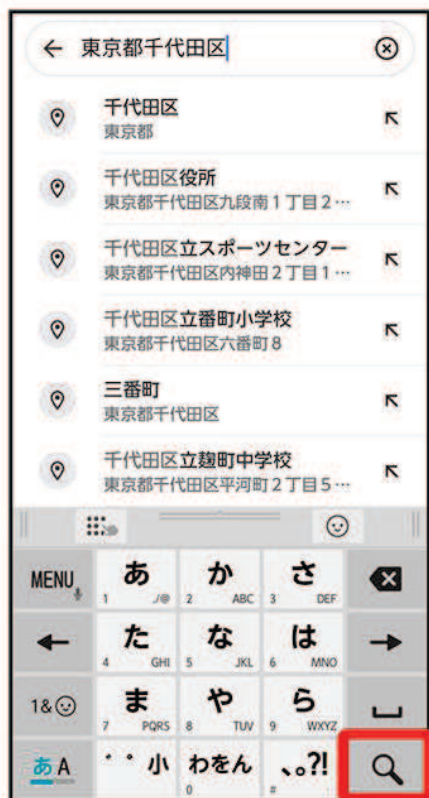 東京都千代田区
千代田区
東京都
千代田区役所
東京都千代田区九段南1丁目2…
千代田区立スポーツセンター
東京都千代田区内神田2丁目1…
千代田区立番町小学校
東京都千代田区六番町8
三番町
東京都千代田区
千代田区立麹町中学校
東京都千代田区平河町2丁目5…
MENU あ か さ
1 ./@ 2 ABC 3 DEF
た な は
4 GHI 5 JKL 6 MNO
1& ま や ら
7 PQRS 8 TUV 9 WXYZ
あA ゛゜小 わをん 、。?!
0 #